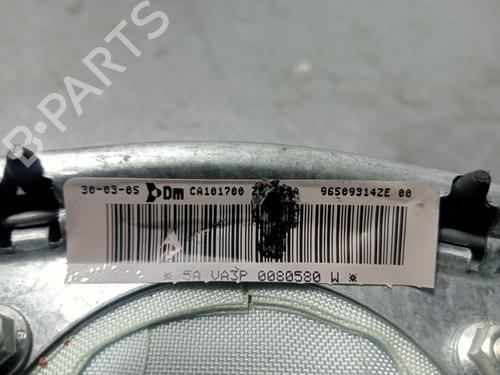 B-PARTS
30-03-05 Dm CA101700 96509314ZE 00
* 5A VA3P 0080580 W *